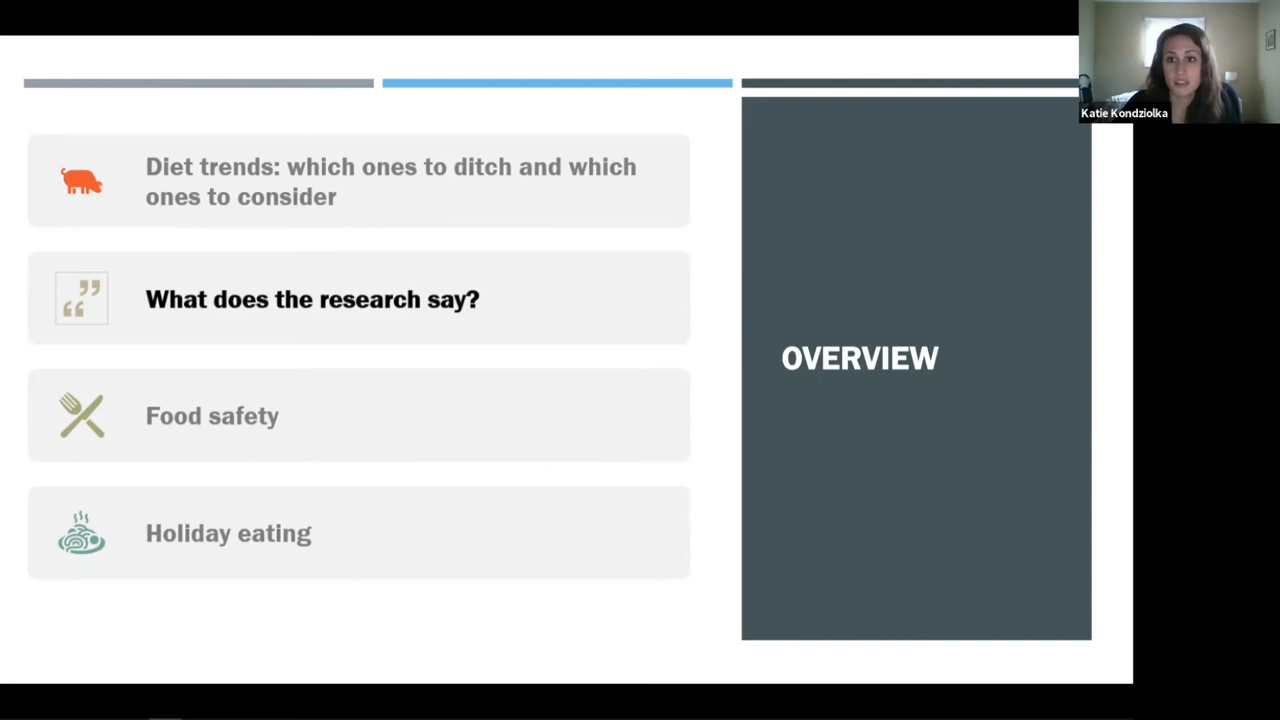 Diet trends: which ones to ditch and which
ones to consider
What does the research say?
Food safety
Holiday eating
OVERVIEW
Katie Kondziolka